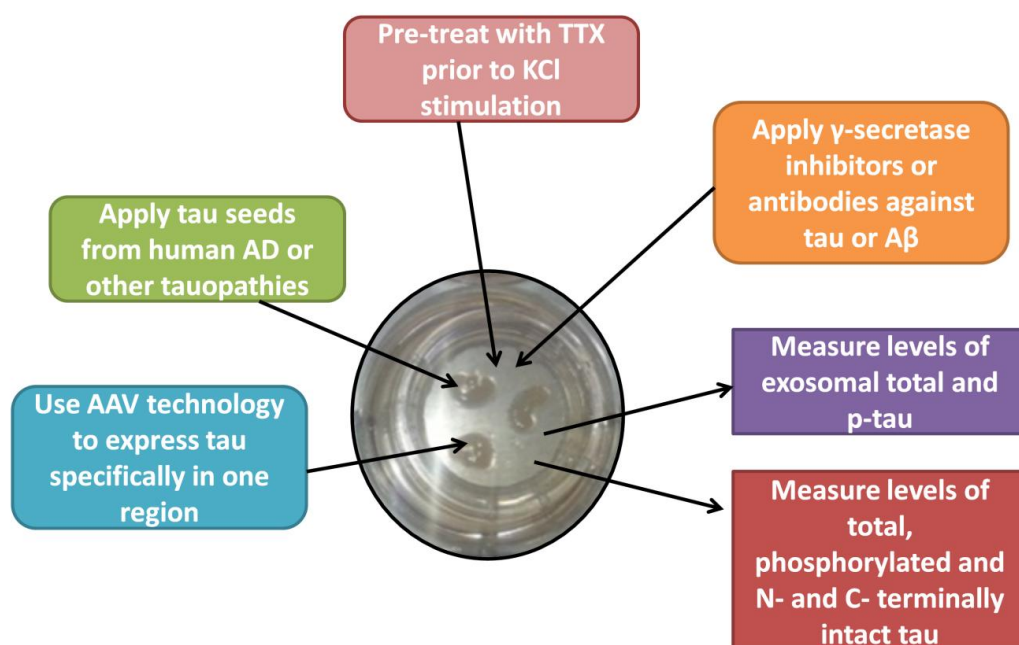 Pre-treat with TTX
prior to KCl
stimulation
Apply γ-secretase
inhibitors or
antibodies against
tau or Aβ
Apply tau seeds
from human AD or
other tauopathies
Measure levels of
exosomal total and
p-tau
Use AAV technology
to express tau
specifically in one
region
Measure levels of
total,
phosphorylated and
N- and C- terminally
intact tau